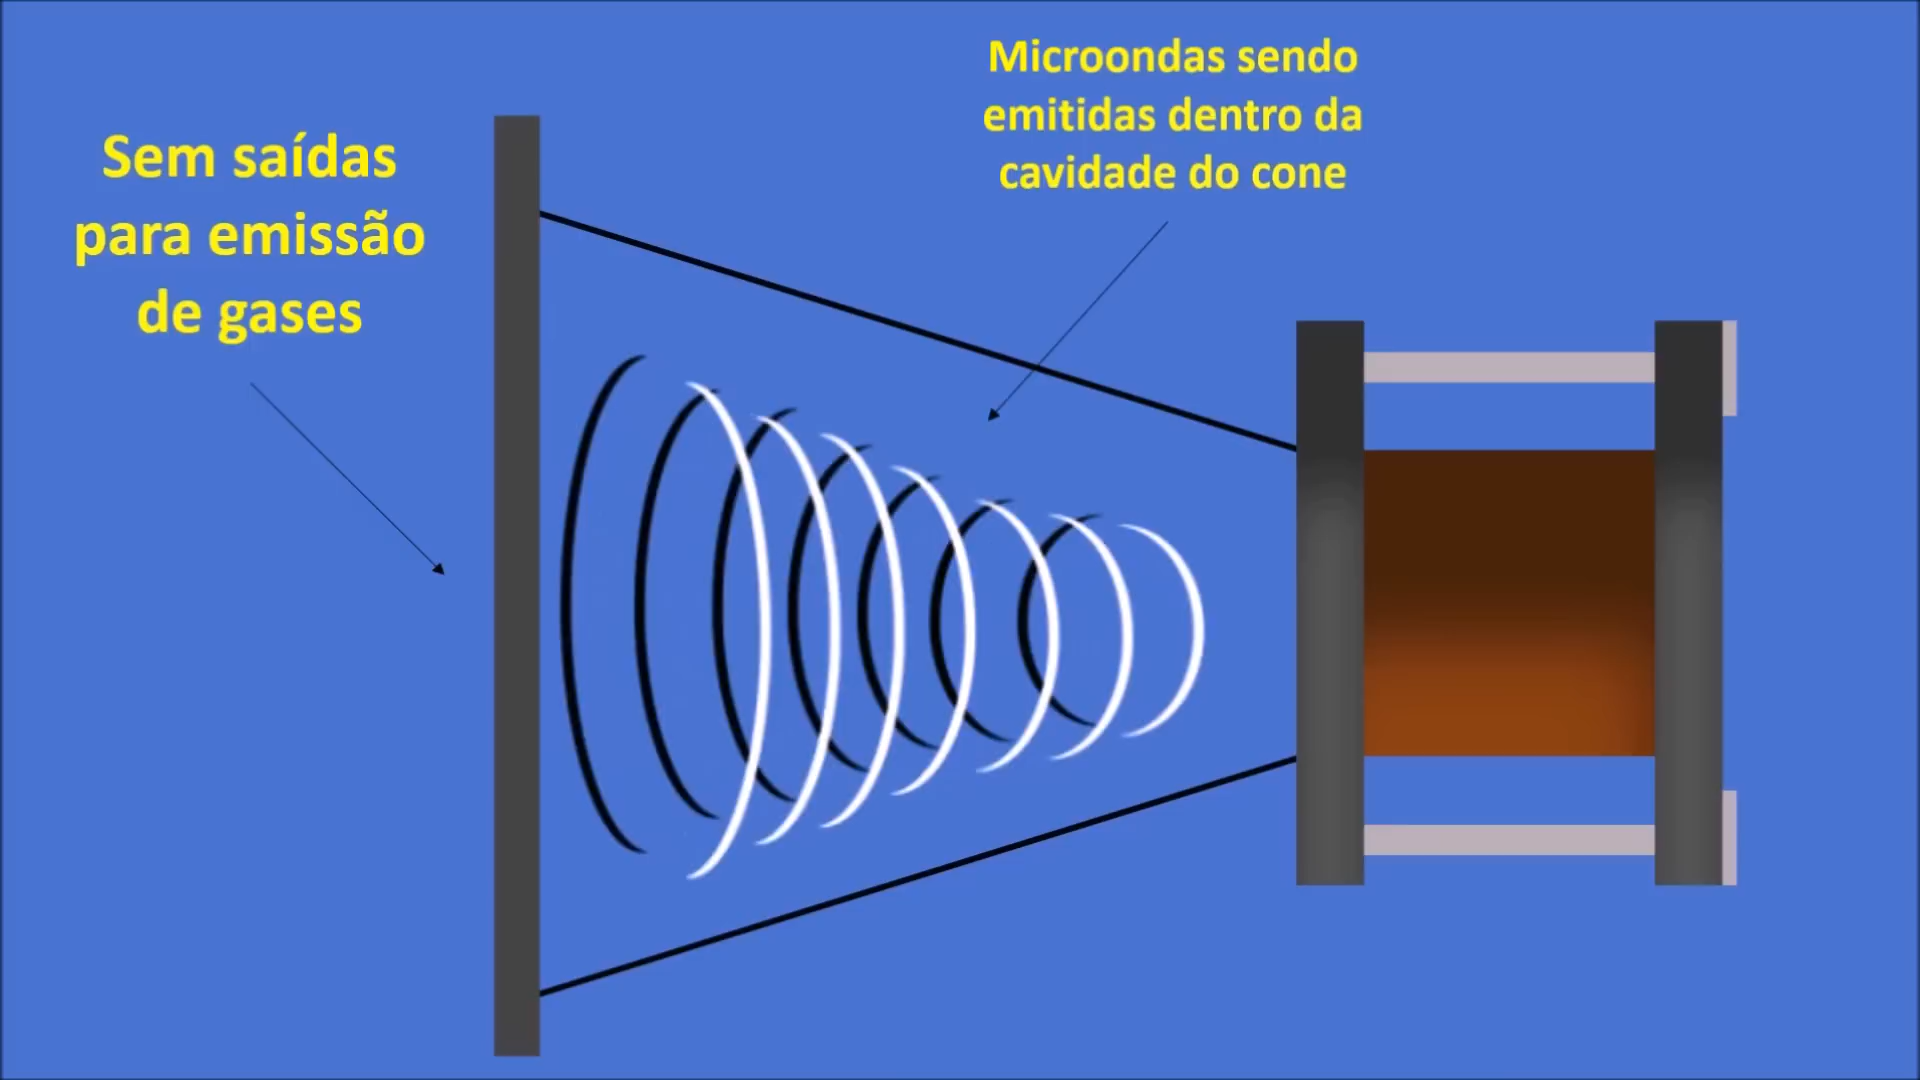 Sem saídas
para emissão
de gases
Microondas sendo
emitidas dentro da
cavidade do cone